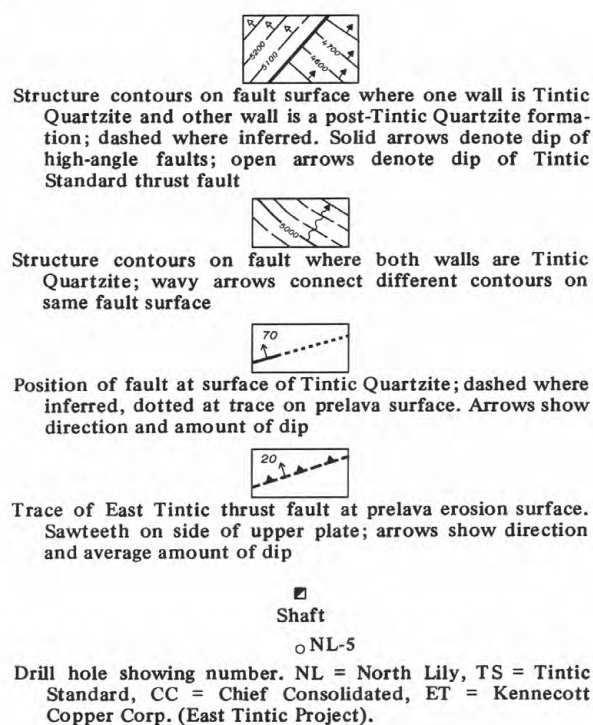 5200
5100
4700
4600
Structure contours on fault surface where one wall is Tintic
Quartzite and other wall is a post-Tintic Quartzite forma-
tion; dashed where inferred. Solid arrows denote dip of
high-angle faults; open arrows denote dip of Tintic
Standard thrust fault
5000
Structure contours on fault where both walls are Tintic
Quartzite; wavy arrows connect different contours on
same fault surface
70
Position of fault at surface of Tintic Quartzite; dashed where
inferred, dotted at trace on prelava surface. Arrows show
direction and amount of dip
20
Trace of East Tintic thrust fault at prelava erosion surface.
Sawteeth on side of upper plate; arrows show direction
and average amount of dip
Shaft
NL-5
Drill hole showing number. NL = North Lily, TS = Tintic
Standard, CC = Chief Consolidated, ET = Kennecott
Copper Corp. (East Tintic Project).